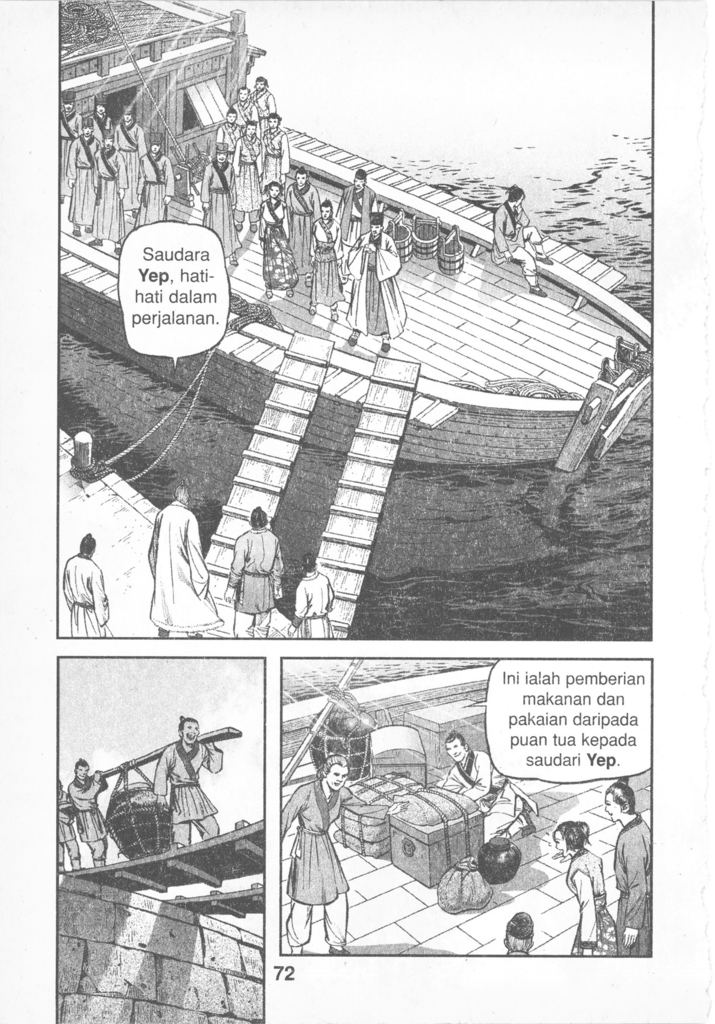 Saudara
Yep, hati-
hati dalam
perjalanan.
Ini ialah pemberian
makanan dan
pakaian daripada
puan tua kepada
saudari Yep.
72